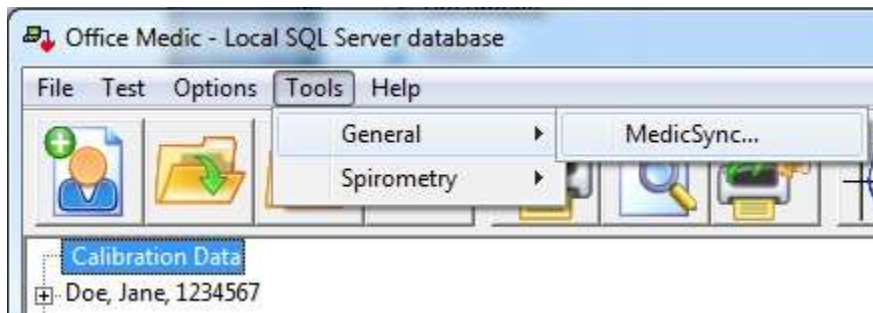 Office Medic - Local SQL Server database
File Test Options Tools Help
General MedicSync...
Spirometry
Calibration Data
Doe, Jane, 1234567